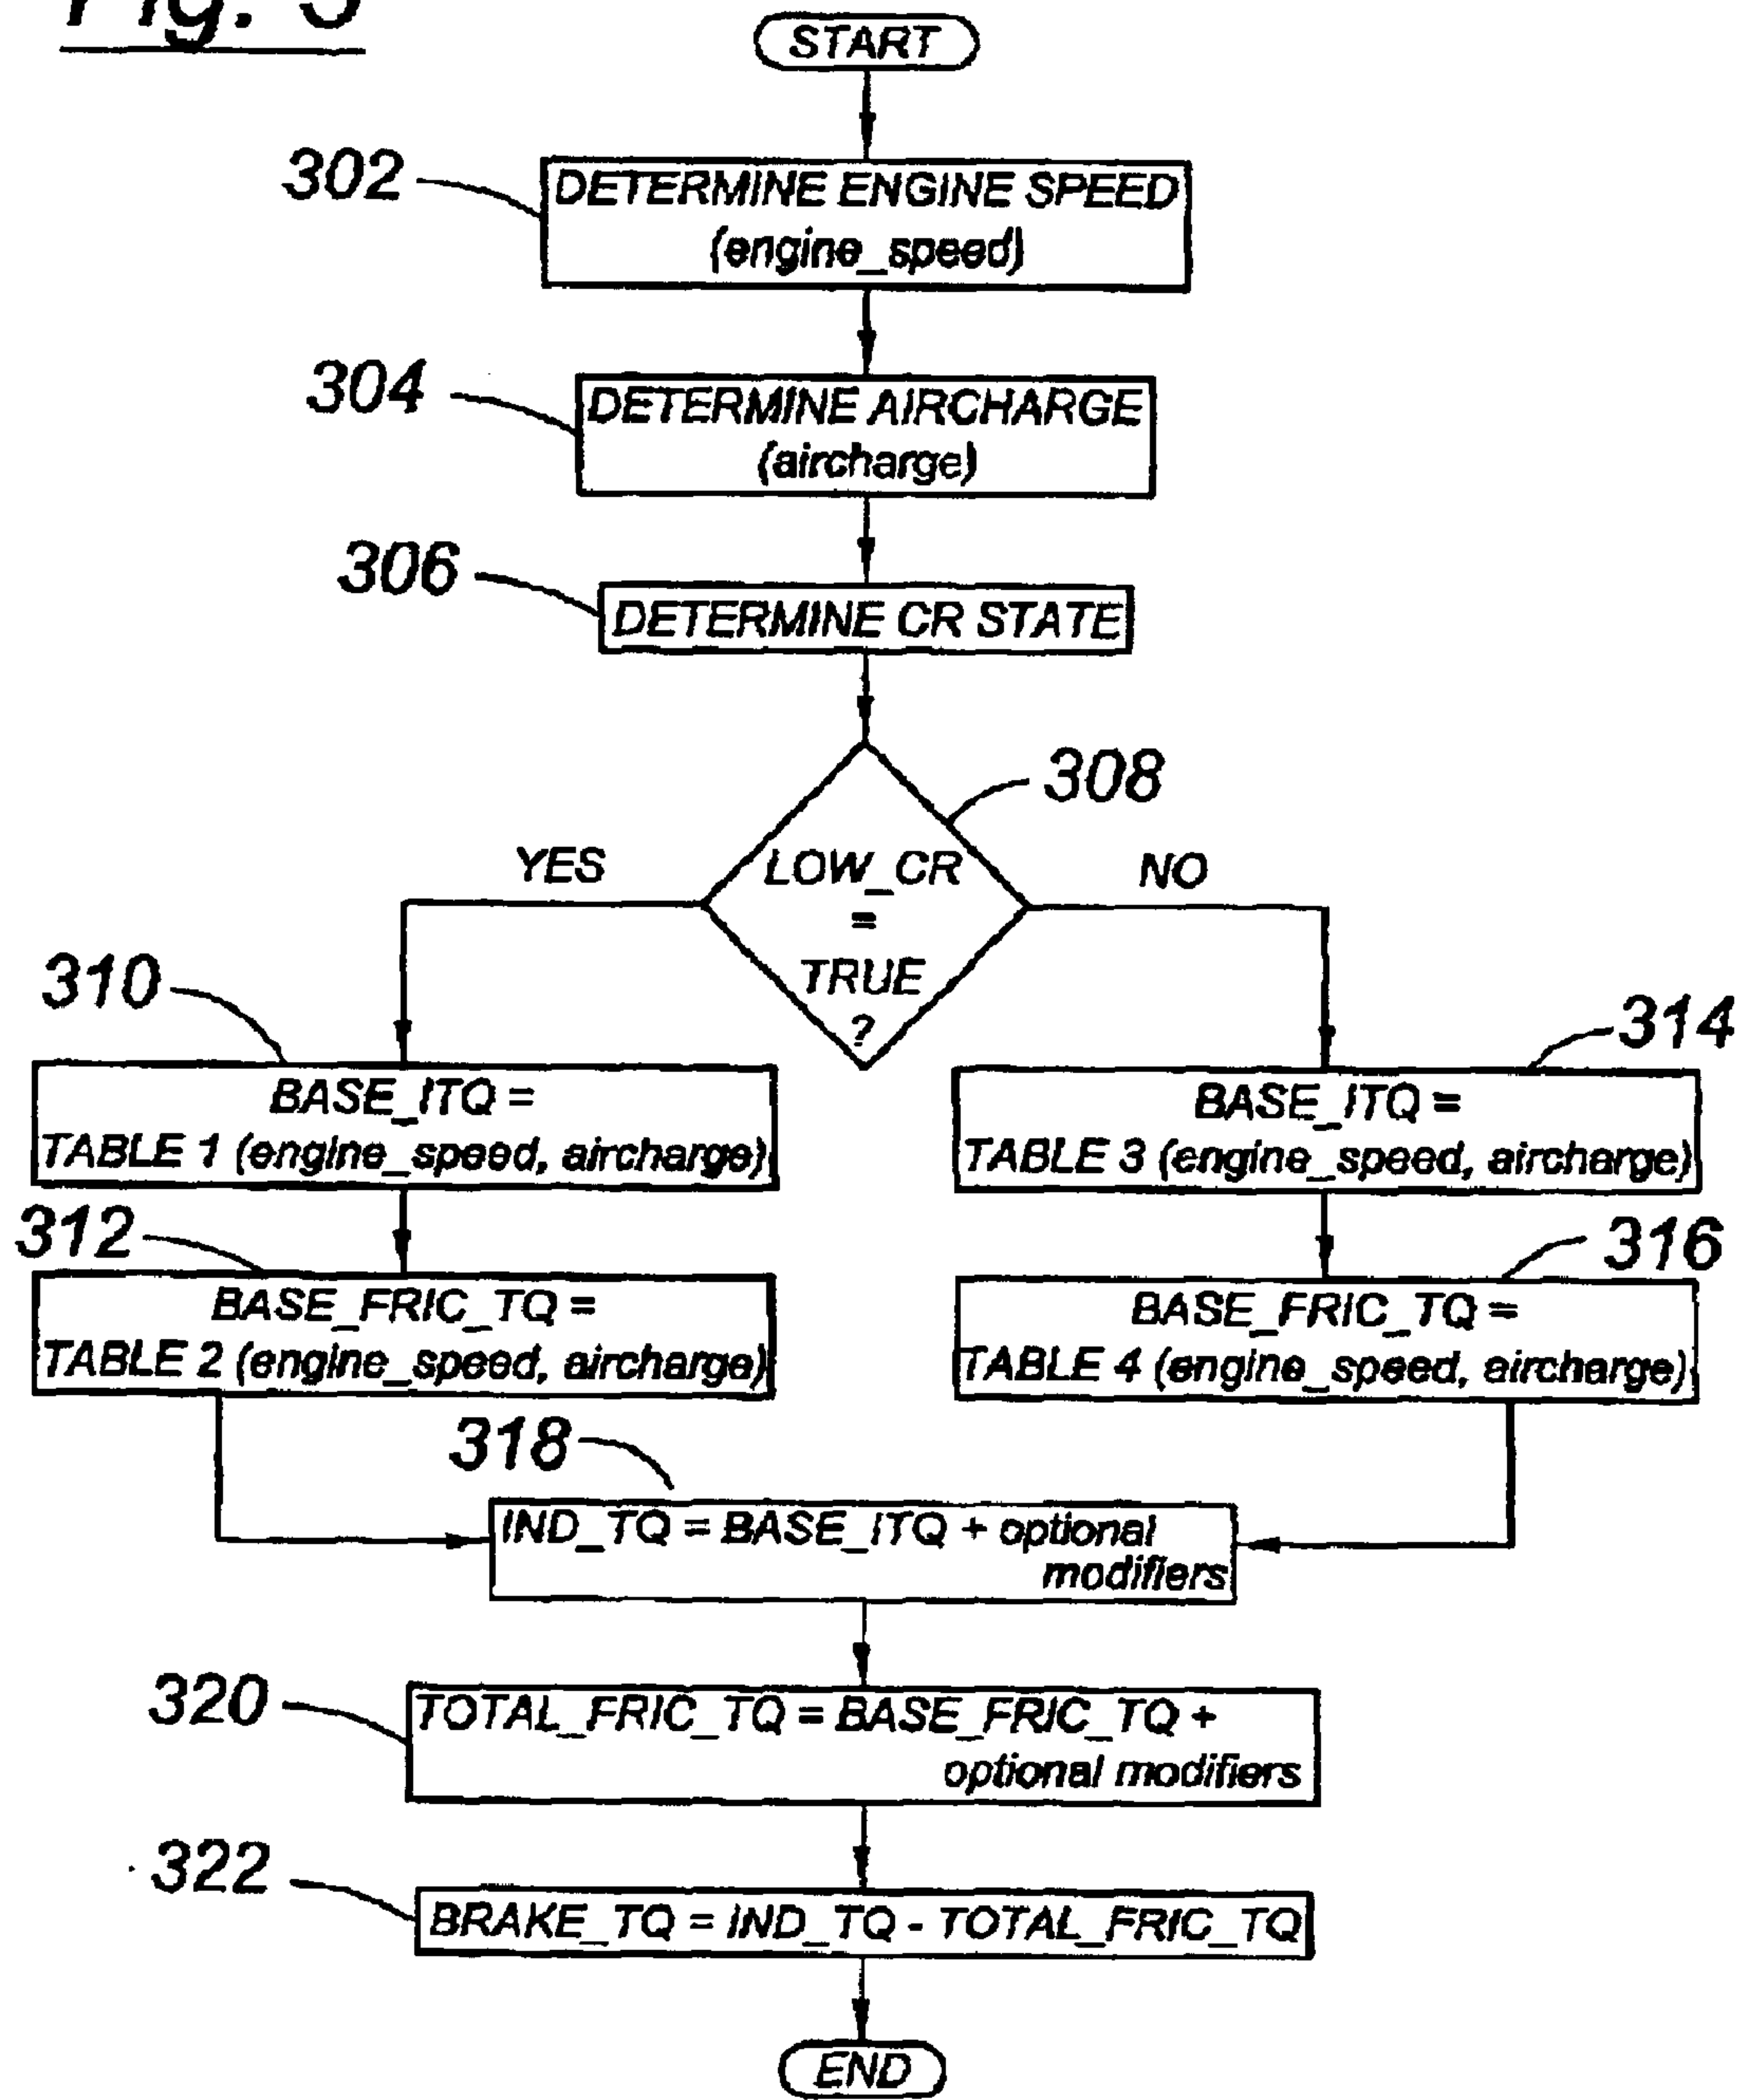 Fig. 3
START
302
DETERMINE ENGINE SPEED
(engine_speed)
304
DETERMINE AIRCHARGE
(aircharge)
306
DETERMINE CR STATE
308
LOW_CR
=
TRUE
?
YES
NO
310
BASE_ITQ =
TABLE 1 (engine_speed, aircharge)
314
BASE_ITQ =
TABLE 3 (engine_speed, aircharge)
312
BASE_FRIC_TQ =
TABLE 2 (engine_speed, aircharge)
316
BASE_FRIC_TQ =
TABLE 4 (engine_speed, aircharge)
318
IND_TQ = BASE_ITQ + optional
modifiers
320
TOTAL_FRIC_TQ = BASE_FRIC_TQ +
optional modifiers
322
BRAKE_TQ = IND_TQ - TOTAL_FRIC_TQ
END